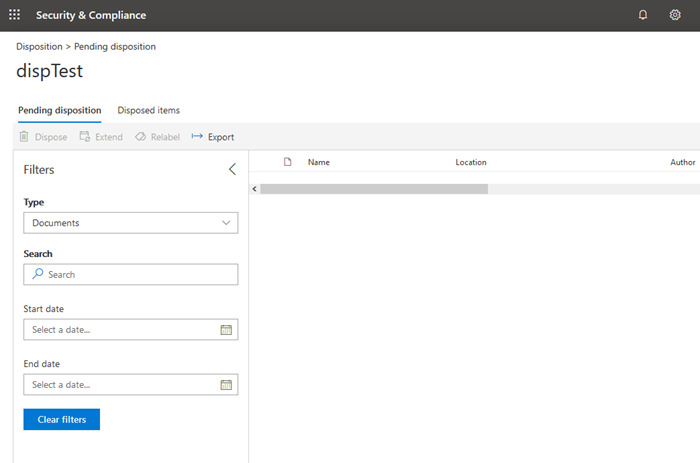 Security & Compliance
Disposition > Pending disposition
dispTest
Pending disposition Disposed items
Dispose Extend Relabel Export
Filters
Name Location Author
Type
Documents
Search
Search
Start date
Select a date...
End date
Select a date...
Clear filters